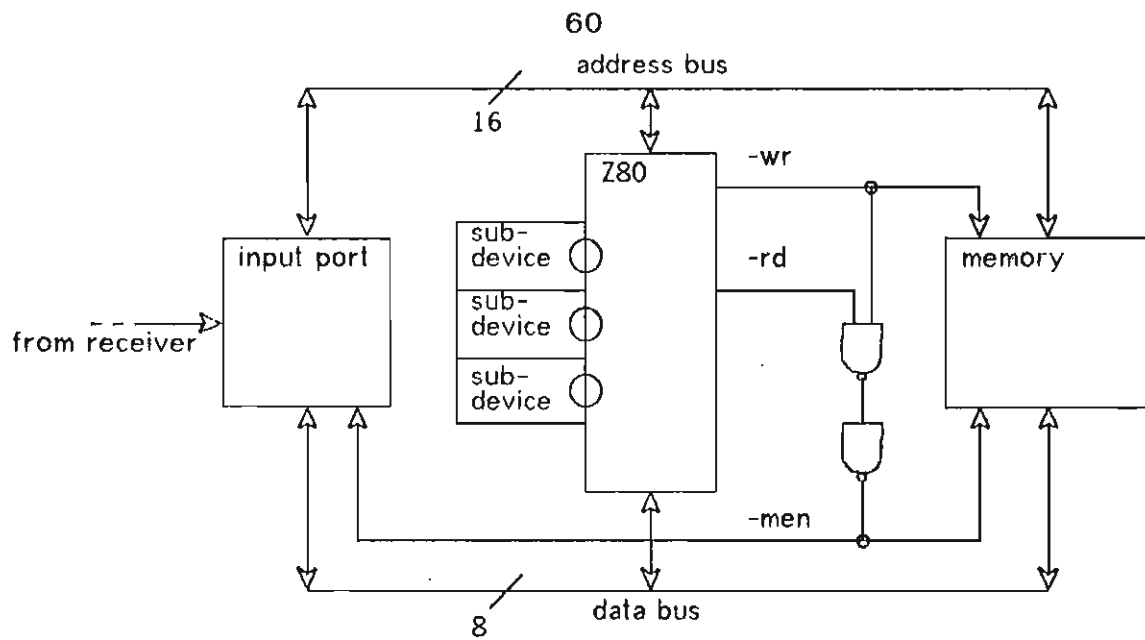 60
address bus
16
Z80
-wr
sub-
device
input port
-rd
memory
sub-
device
from receiver
sub-
device
-men
data bus
8